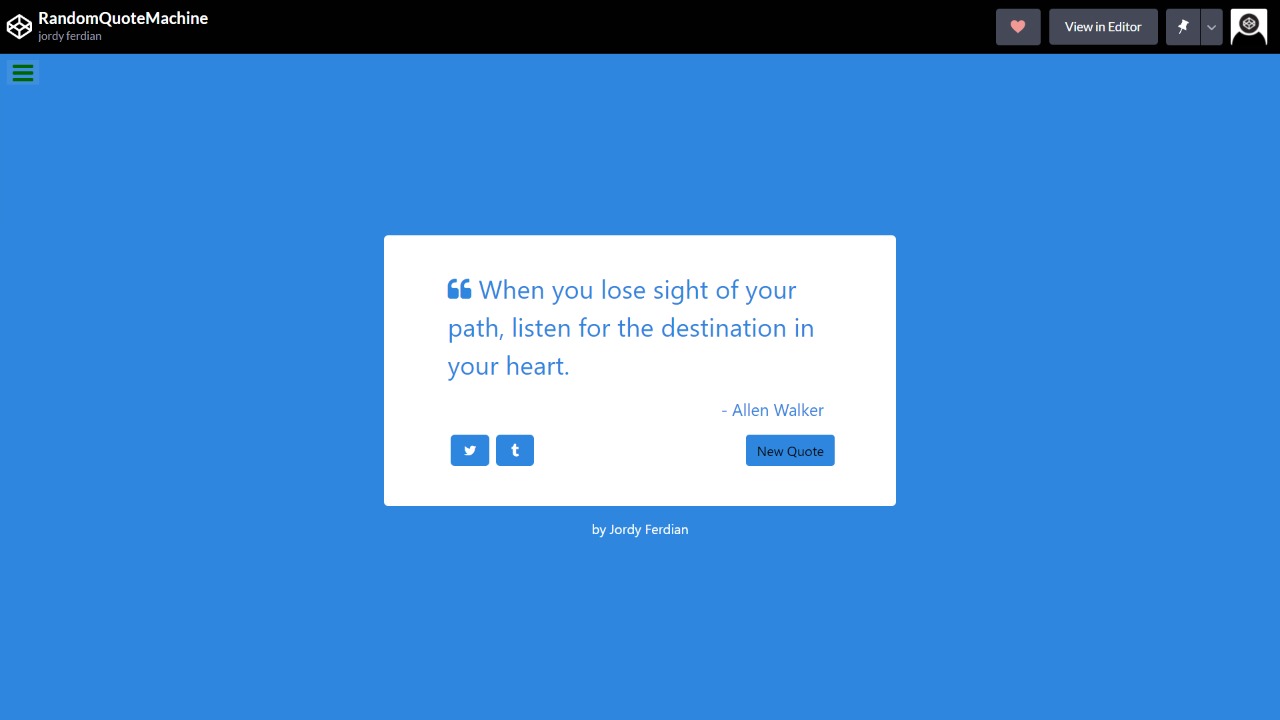 RandomQuoteMachine
jordy ferdian
View in Editor
When you lose sight of your
path, listen for the destination in
your heart.
- Allen Walker
New Quote
by Jordy Ferdian